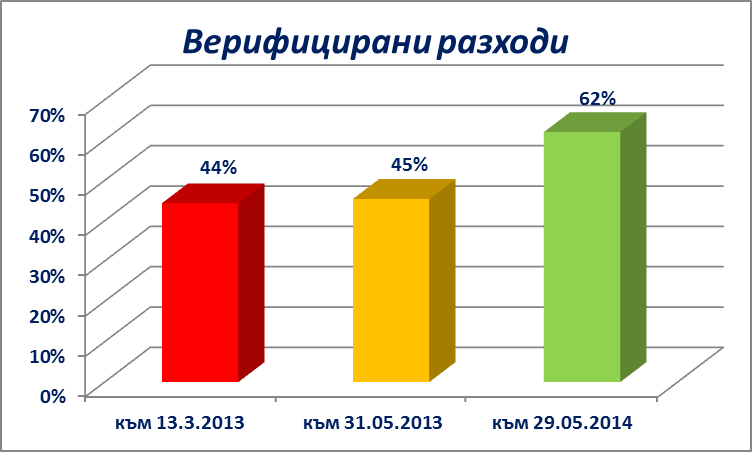 Верифицирани разходи
70%
60%
50%
40%
30%
20%
10%
0%
44%
45%
62%
към 13.3.2013
към 31.05.2013
към 29.05.2014